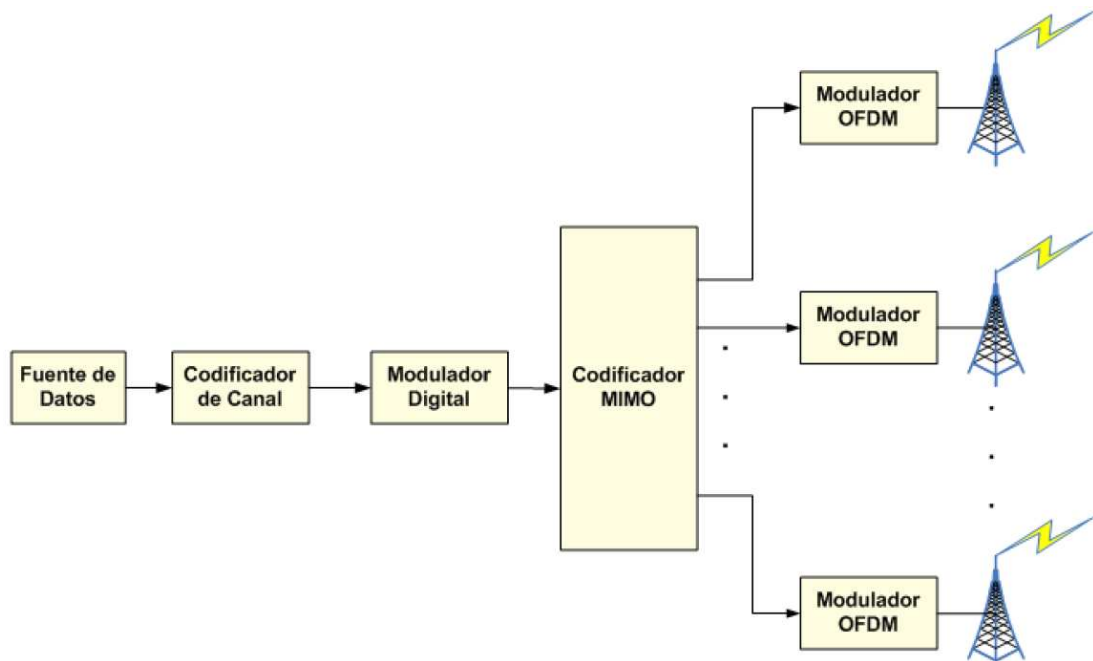 Modulador
OFDM
Modulador
OFDM
Fuente de
Datos
Codificador
de Canal
Modulador
Digital
Codificador
MIMO
Modulador
OFDM